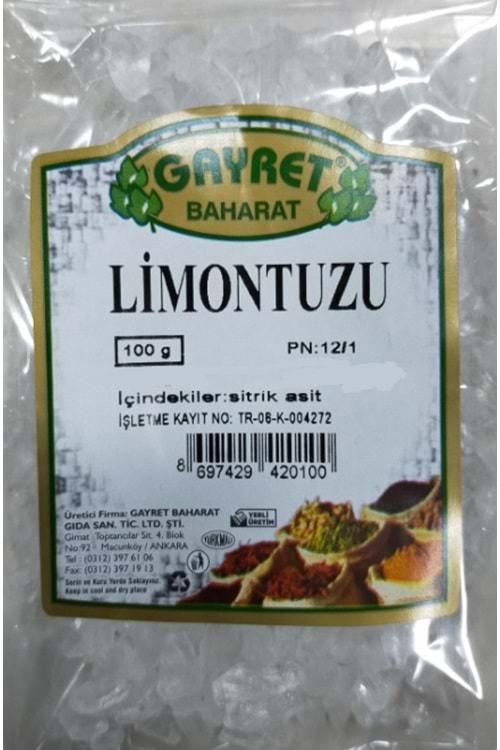 GAYRET®
BAHARAT
LİMONTUZU
100 g
PN:12/1
İçindekiler:sitrik asit
İŞLETME KAYIT NO: TR-06-K-004272
8 697429 420100
Üretici Firma: GAYRET BAHARAT
GIDA SAN. TİC. LTD. ŞTİ.
Gimat Toptancılar Sit. 4. Blok
No:92 - Macunköy / ANKARA
Tel : (0312) 397 61 06
Fax: (0312) 397 19 13
Serin ve Kuru Yerde Saklayınız.
Keep in cool and dry place
YERLİ
ÜRETİM